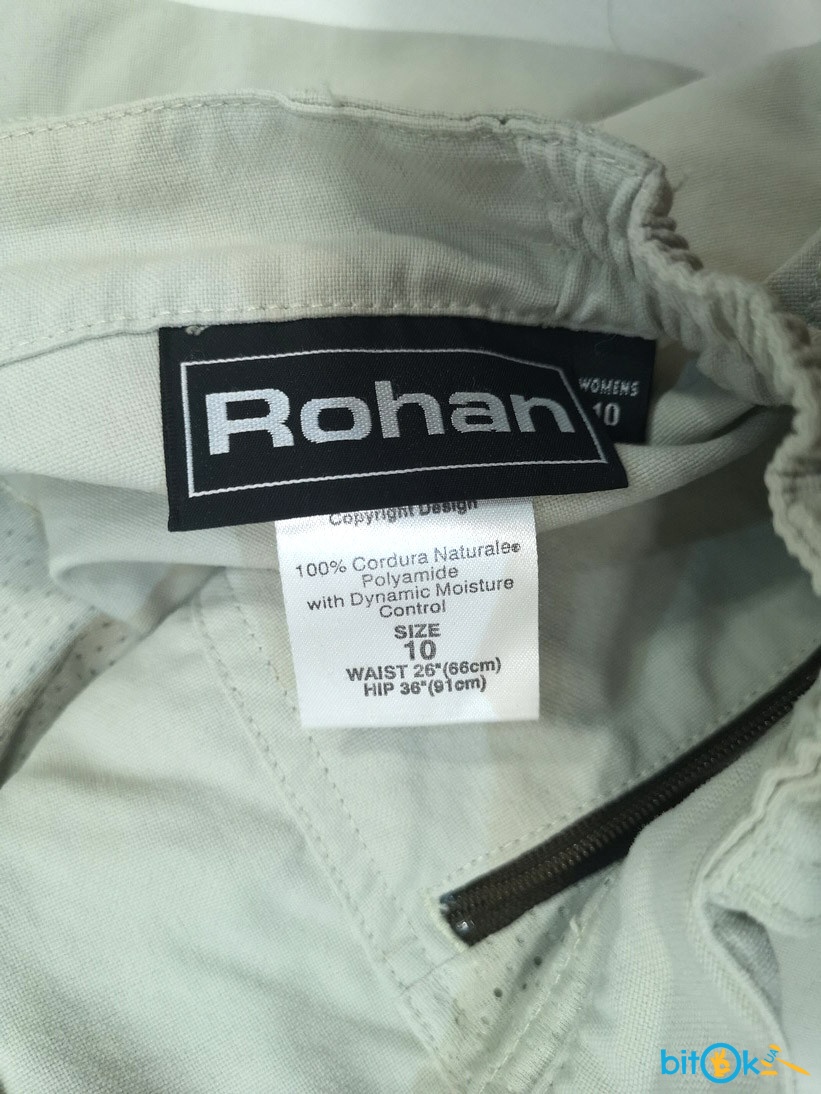 Rohan
WOMENS
10
Copyright Design
100% Cordura Naturale®
Polyamide
with Dynamic Moisture
Control
SIZE
10
WAIST 26"(66cm)
HIP 36"(91cm)
bitok.ua